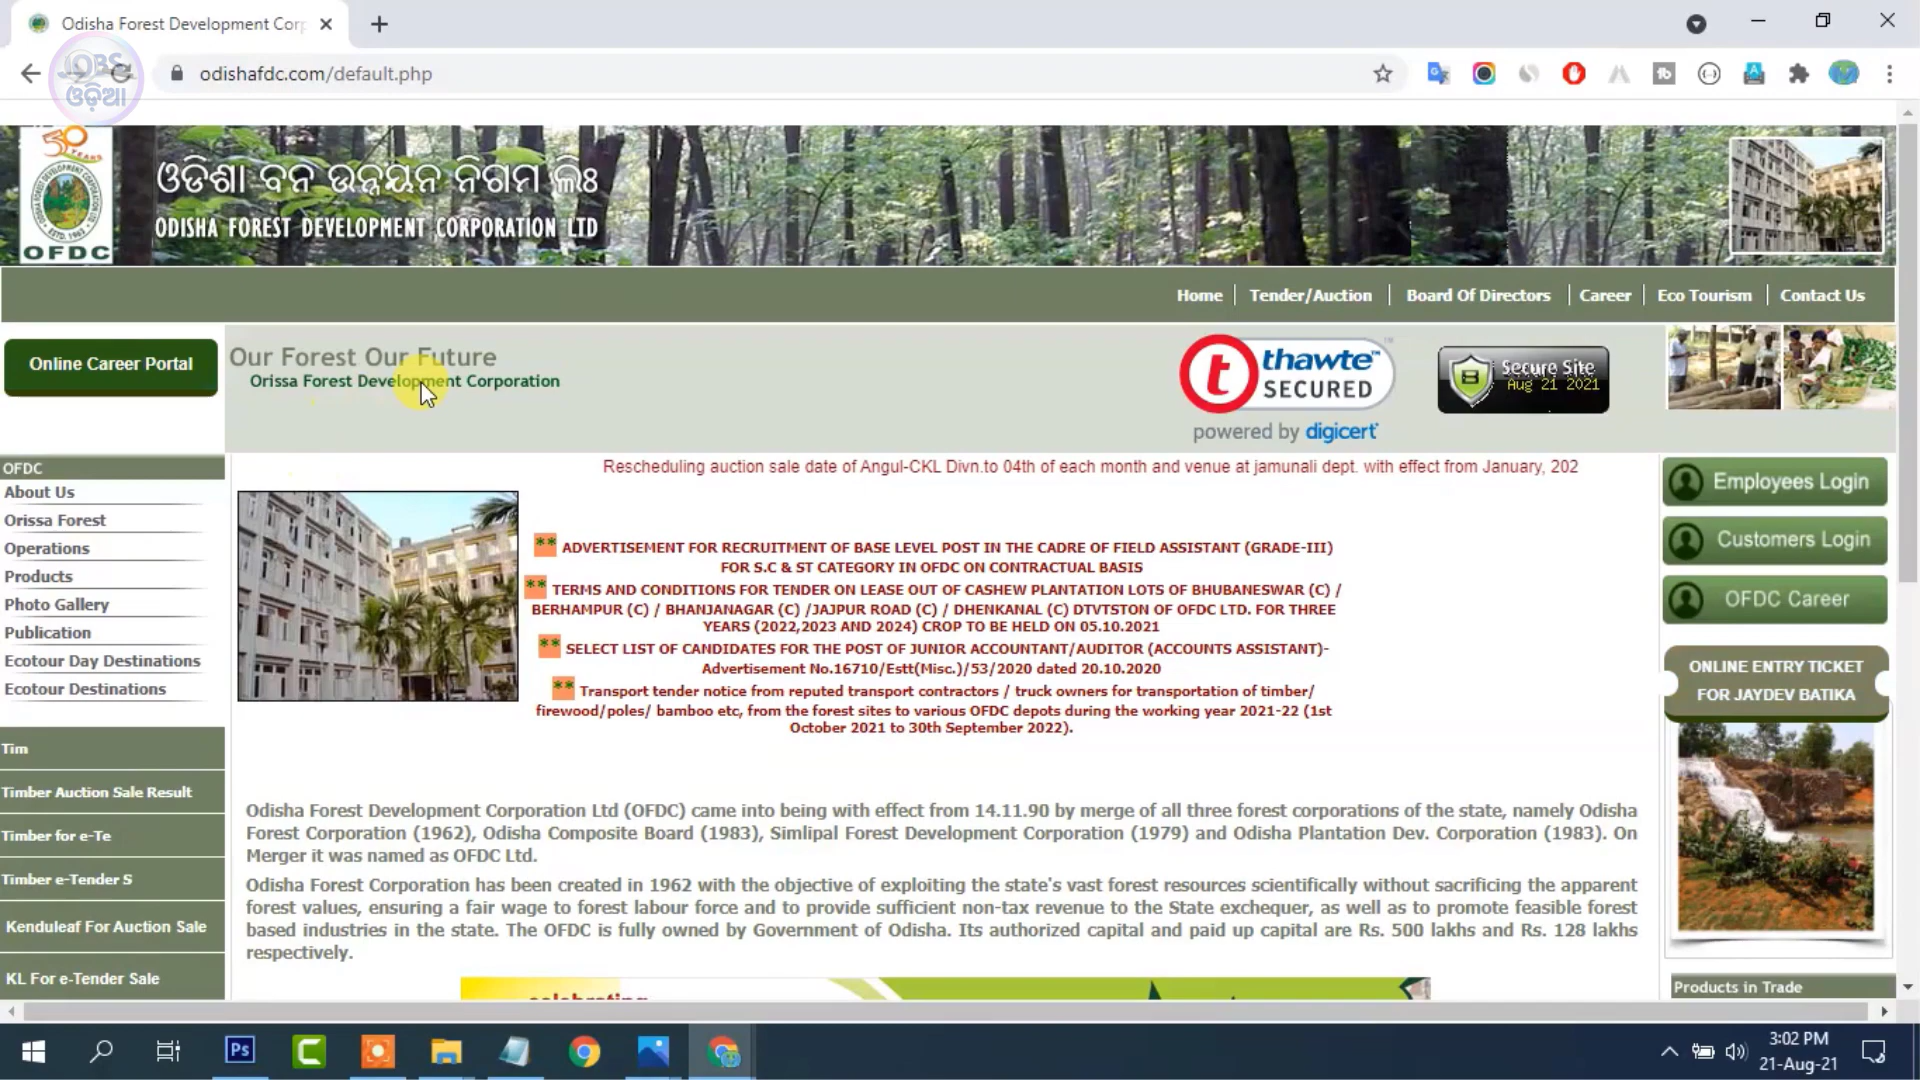 Odisha Forest Development Corp
JOBS
ଓଡ଼ିଆ
odishafdc.com/default.php
50 YEARS
OFDC
ଓଡିଶା ବନ ଉନ୍ନୟନ ନିଗମ ଲିଃ
ODISHA FOREST DEVELOPMENT CORPORATION LTD
Home
Tender/Auction
Board Of Directors
Career
Eco Tourism
Contact Us
Online Career Portal
Our Forest Our Future
Orissa Forest Development Corporation
thawte™
SECURED
powered by digicert
Secure Site
Aug 21 2021
OFDC
About Us
Orissa Forest
Operations
Products
Photo Gallery
Publication
Ecotour Day Destinations
Ecotour Destinations
Tim
Timber Auction Sale Result
Timber for e-Te
Timber e-Tender S
Kenduleaf For Auction Sale
KL For e-Tender Sale
Rescheduling auction sale date of Angul-CKL Divn.to 04th of each month and venue at jamunali dept. with effect from January, 202
** ADVERTISEMENT FOR RECRUITMENT OF BASE LEVEL POST IN THE CADRE OF FIELD ASSISTANT (GRADE-III)
FOR S.C & ST CATEGORY IN OFDC ON CONTRACTUAL BASIS
** TERMS AND CONDITIONS FOR TENDER ON LEASE OUT OF CASHEW PLANTATION LOTS OF BHUBANESWAR (C) /
BERHAMPUR (C) / BHANJANAGAR (C) /JAJPUR ROAD (C) / DHENKANAL (C) DTVTSTON OF OFDC LTD. FOR THREE
YEARS (2022,2023 AND 2024) CROP TO BE HELD ON 05.10.2021
** SELECT LIST OF CANDIDATES FOR THE POST OF JUNIOR ACCOUNTANT/AUDITOR (ACCOUNTS ASSISTANT)-
Advertisement No.16710/Estt(Misc.)/53/2020 dated 20.10.2020
** Transport tender notice from reputed transport contractors / truck owners for transportation of timber/
firewood/poles/ bamboo etc, from the forest sites to various OFDC depots during the working year 2021-22 (1st
October 2021 to 30th September 2022).
Odisha Forest Development Corporation Ltd (OFDC) came into being with effect from 14.11.90 by merge of all three forest corporations of the state, namely Odisha
Forest Corporation (1962), Odisha Composite Board (1983), Simlipal Forest Development Corporation (1979) and Odisha Plantation Dev. Corporation (1983). On
Merger it was named as OFDC Ltd.
Odisha Forest Corporation has been created in 1962 with the objective of exploiting the state's vast forest resources scientifically without sacrificing the apparent
forest values, ensuring a fair wage to forest labour force and to provide sufficient non-tax revenue to the State exchequer, as well as to promote feasible forest
based industries in the state. The OFDC is fully owned by Government of Odisha. Its authorized capital and paid up capital are Rs. 500 lakhs and Rs. 128 lakhs
respectively.
Employees Login
Customers Login
OFDC Career
ONLINE ENTRY TICKET
FOR JAYDEV BATIKA
Products in Trade
Ps
3:02 PM
21-Aug-21